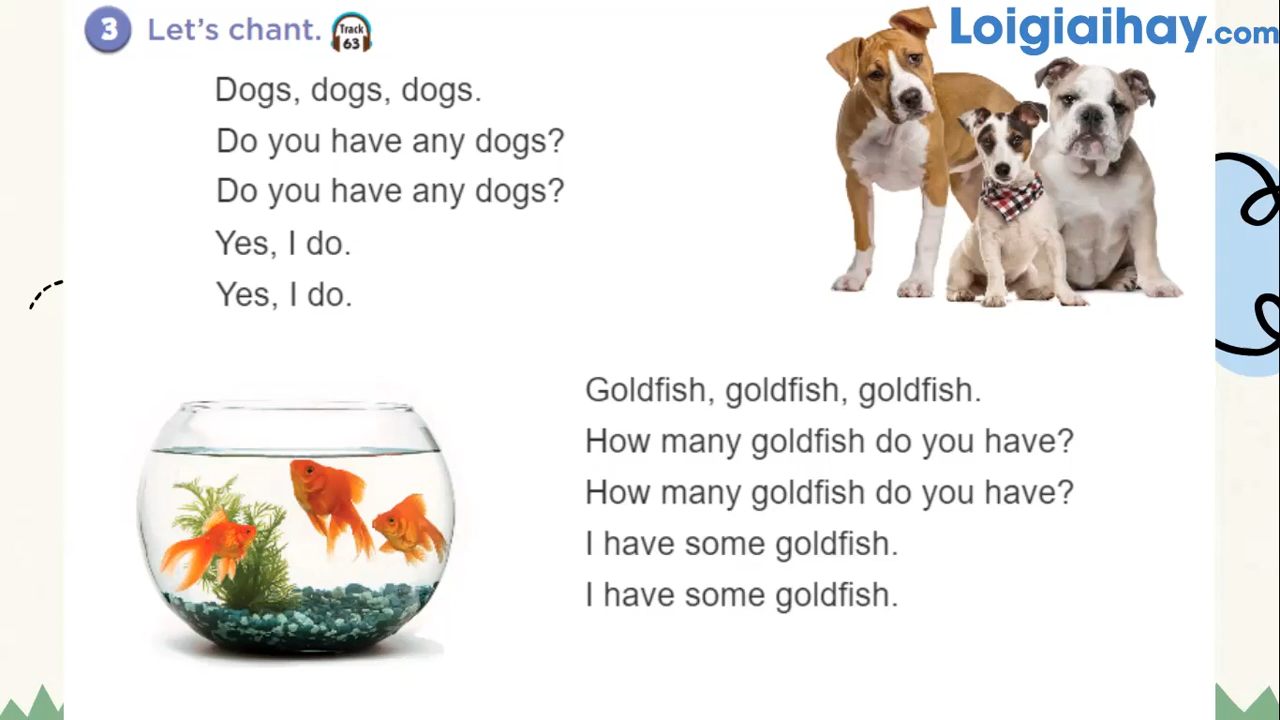 3 Let's chant. Track 63
Loigiaihay.com
Dogs, dogs, dogs.
Do you have any dogs?
Do you have any dogs?
Yes, I do.
Yes, I do.
Goldfish, goldfish, goldfish.
How many goldfish do you have?
How many goldfish do you have?
I have some goldfish.
I have some goldfish.